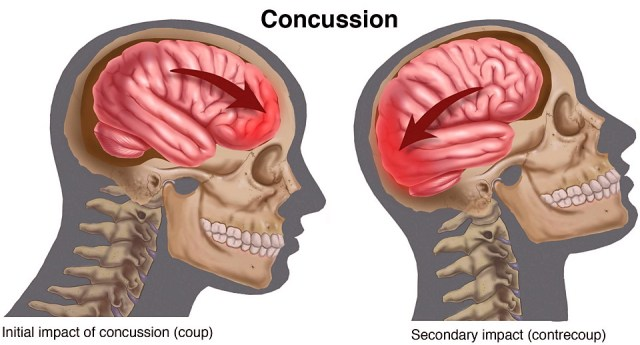 Concussion
Initial impact of concussion (coup)
Secondary impact (contrecoup)